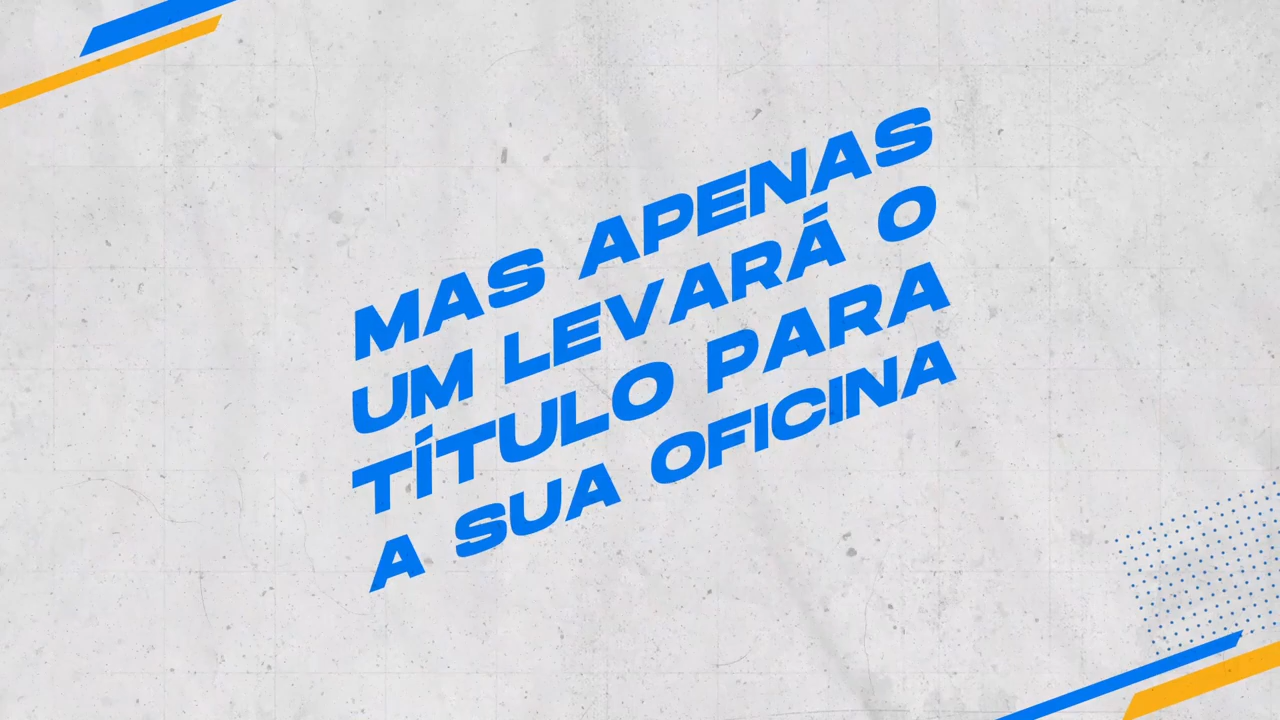 MAS APENAS
UM LEVARÁ O
TÍTULO PARA
A SUA OFICINA